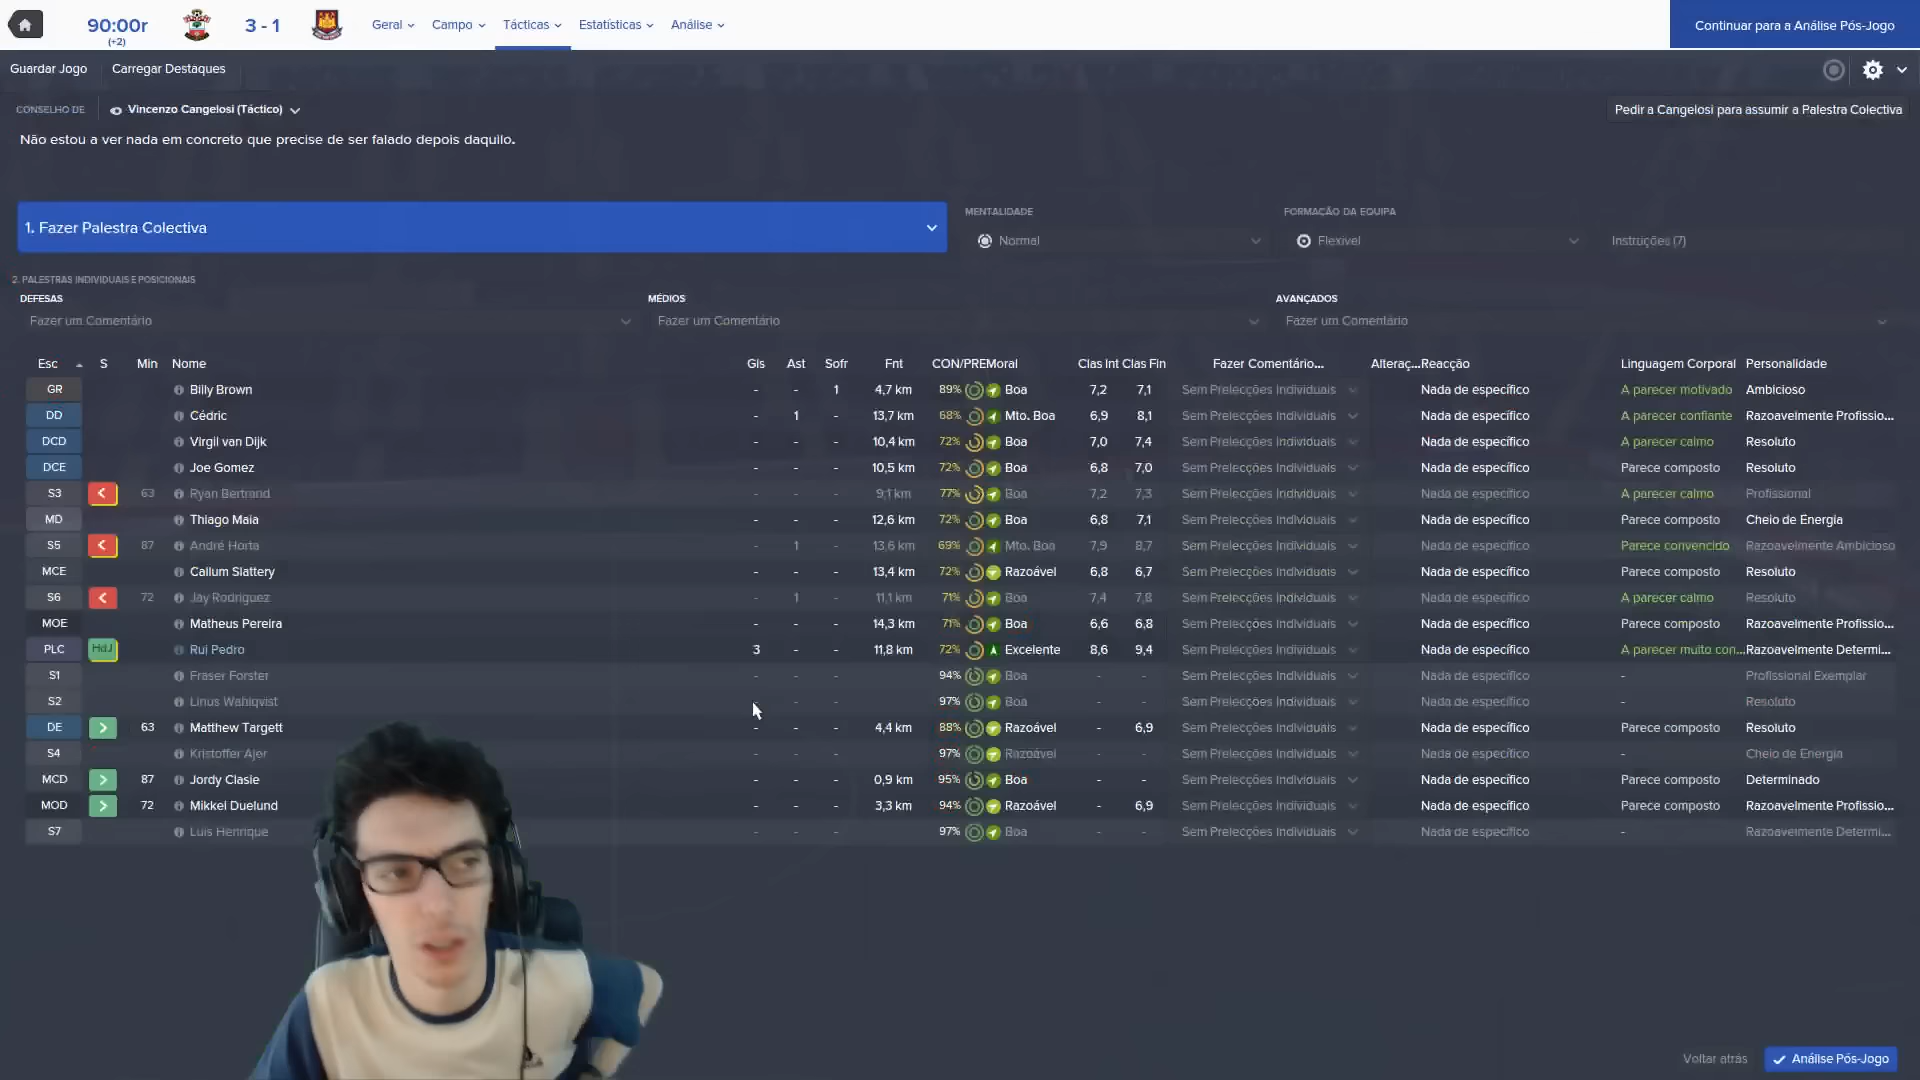 90:00r
(+2)
3 - 1
Geral
Campo
Tácticas
Estatísticas
Análise
Continuar para a Análise Pós-Jogo
Guardar Jogo
Carregar Destaques
CONSELHO DE
Vincenzo Cangelosi (Táctico)
Pedir a Cangelosi para assumir a Palestra Colectiva
Não estou a ver nada em concreto que precise de ser falado depois daquilo.
1. Fazer Palestra Colectiva
MENTALIDADE
Normal
FORMAÇÃO DA EQUIPA
Flexível
Instruções (7)
2. PALESTRAS INDIVIDUAIS E POSICIONAIS
DEFESAS
MÉDIOS
AVANÇADOS
Fazer um Comentário
Fazer um Comentário
Fazer um Comentário
Esc S Min Nome Gls Ast Sofr Fnt CON/PRE Moral Clas Int Clas Fin Fazer Comentário... Alteraç... Reacção Linguagem Corporal Personalidade
GR Billy Brown - - 1 4,7 km 89% Boa 7,2 7,1 Sem Prelecções Individuais Nada de específico A parecer motivado Ambicioso
DD Cédric - 1 - 13,7 km 68% Mto. Boa 6,9 8,1 Sem Prelecções Individuais Nada de específico A parecer confiante Razoavelmente Profissio...
DCD Virgil van Dijk - - - 10,4 km 72% Boa 7,0 7,4 Sem Prelecções Individuais Nada de específico A parecer calmo Resoluto
DCE Joe Gomez - - - 10,5 km 72% Boa 6,8 7,0 Sem Prelecções Individuais Nada de específico Parece composto Resoluto
S3 63 Ryan Bertrand - - - 9,1 km 77% Boa 7,2 7,3 Sem Prelecções Individuais Nada de específico A parecer calmo Profissional
MD Thiago Maia - - - 12,6 km 72% Boa 6,8 7,1 Sem Prelecções Individuais Nada de específico Parece composto Cheio de Energia
S5 87 André Horta - 1 - 13,6 km 69% Mto. Boa 7,9 8,7 Sem Prelecções Individuais Nada de específico Parece convencido Razoavelmente Ambicioso
MCE Callum Slattery - - - 13,4 km 72% Razoável 6,8 6,7 Sem Prelecções Individuais Nada de específico Parece composto Resoluto
S6 72 Jay Rodriguez - 1 - 11,1 km 71% Boa 7,4 7,8 Sem Prelecções Individuais Nada de específico A parecer calmo Resoluto
MOE Matheus Pereira - - - 14,3 km 71% Boa 6,6 6,8 Sem Prelecções Individuais Nada de específico Parece composto Razoavelmente Profissio...
PLC HdJ Rui Pedro 3 - - 11,8 km 72% Excelente 8,6 9,4 Sem Prelecções Individuais Nada de específico A parecer muito con... Razoavelmente Determi...
S1 Fraser Forster - - - 94% Boa - - Sem Prelecções Individuais Nada de específico - Profissional Exemplar
S2 Linus Wahlqvist - - - 97% Boa - - Sem Prelecções Individuais Nada de específico - Resoluto
DE 63 Matthew Targett - - - 4,4 km 88% Razoável - 6,9 Sem Prelecções Individuais Nada de específico Parece composto Resoluto
S4 Kristoffer Ajer - - - 97% Razoável - - Sem Prelecções Individuais Nada de específico - Cheio de Energia
MCD 87 Jordy Clasie - - - 0,9 km 95% Boa - - Sem Prelecções Individuais Nada de específico Parece composto Determinado
MOD 72 Mikkel Duelund - - - 3,3 km 94% Razoável - 6,9 Sem Prelecções Individuais Nada de específico Parece composto Razoavelmente Profissio...
S7 Luis Henrique - - - 97% Boa - - Sem Prelecções Individuais Nada de específico - Razoavelmente Determi...
Voltar atrás
Análise Pós-Jogo